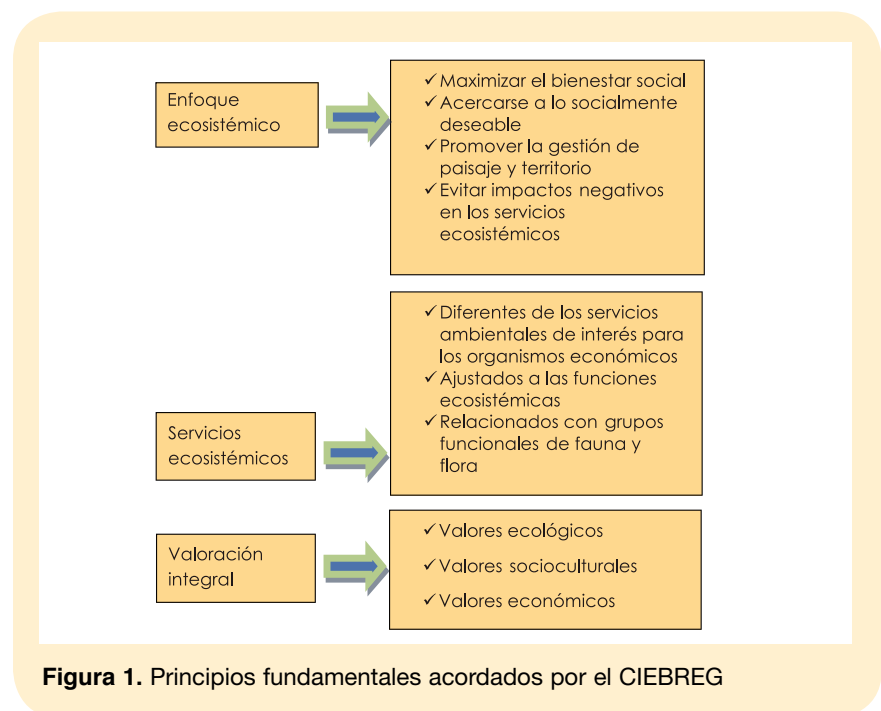 Enfoque
ecosistémico
✓ Maximizar el bienestar social
✓ Acercarse a lo socialmente
deseable
✓ Promover la gestión de
paisaje y territorio
✓ Evitar impactos negativos
en los servicios
ecosistémicos
Servicios
ecosistémicos
✓ Diferentes de los servicios
ambientales de interés para
los organismos económicos
✓ Ajustados a las funciones
ecosistémicas
✓ Relacionados con grupos
funcionales de fauna y
flora
Valoración
integral
✓ Valores ecológicos
✓ Valores socioculturales
✓ Valores económicos
Figura 1. Principios fundamentales acordados por el CIEBREG